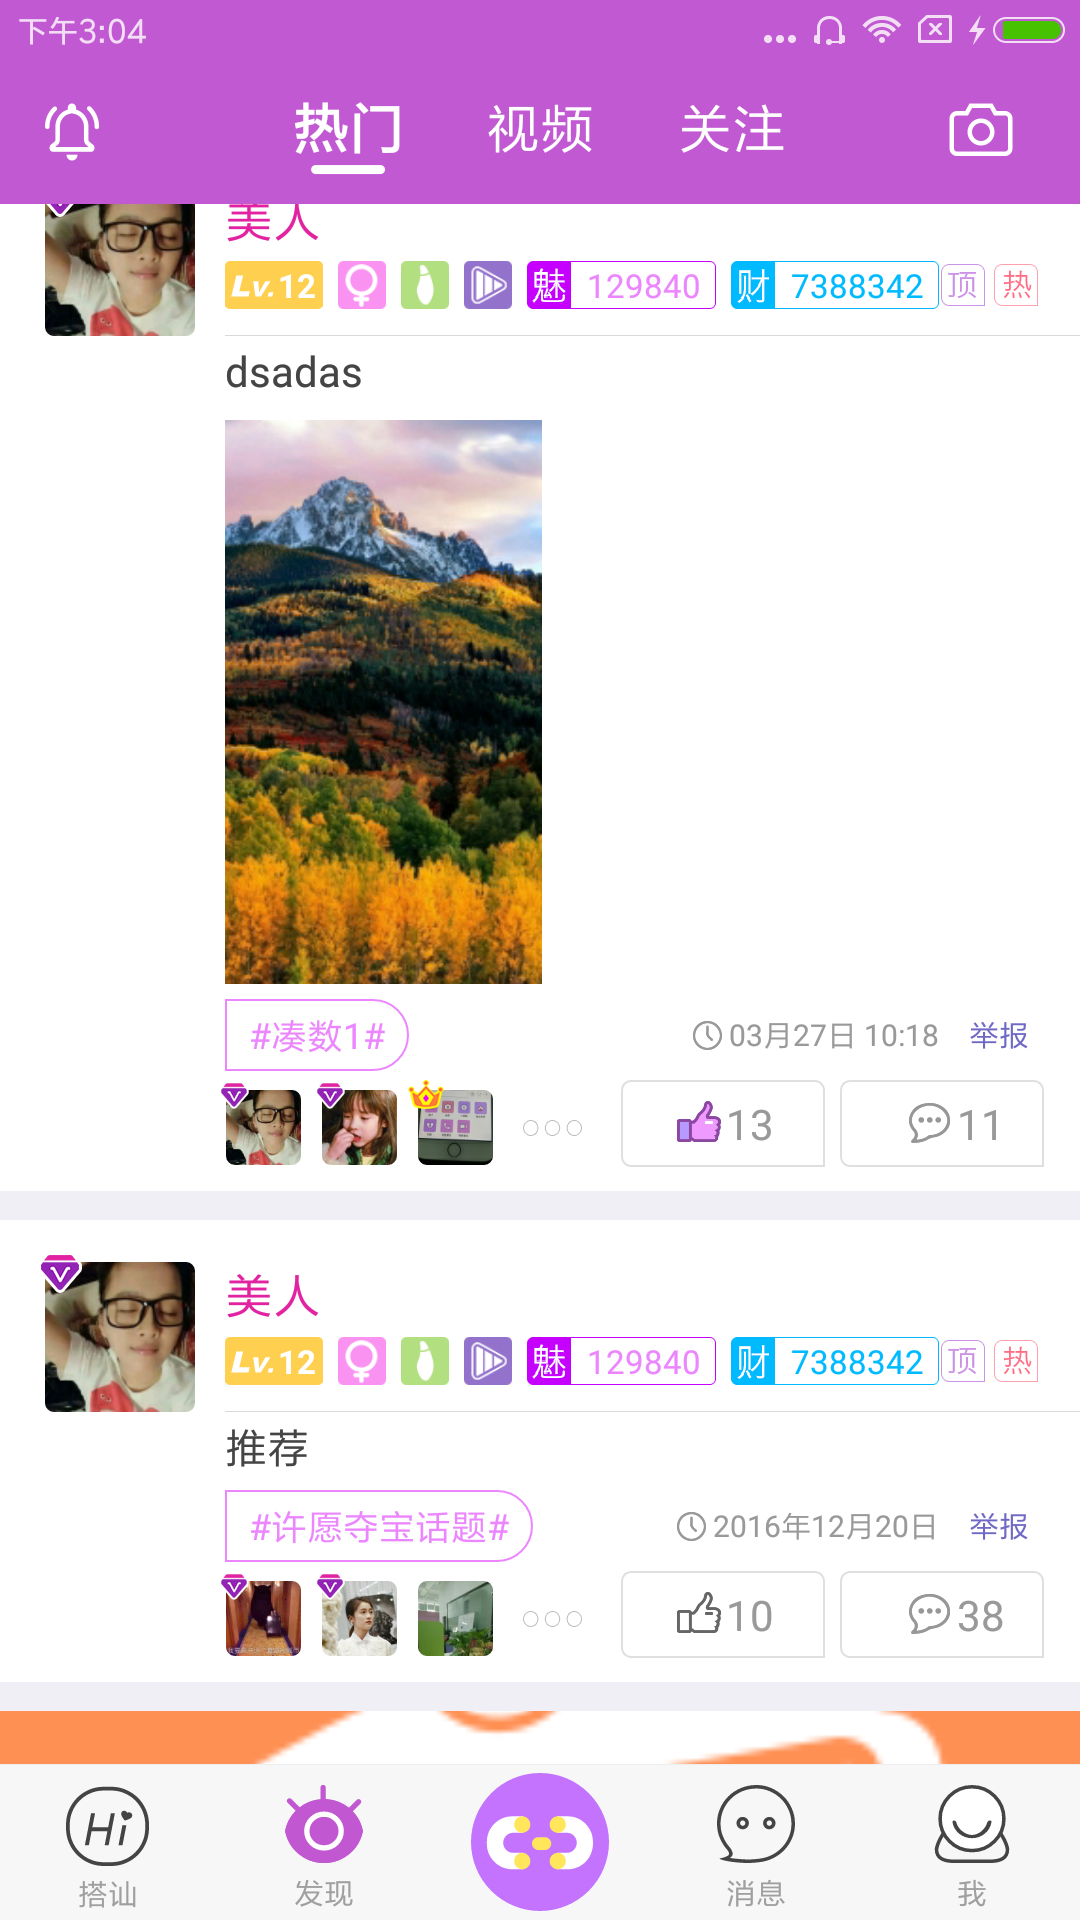 下午3:04
热门 视频 关注
美人
Lv.12 魅 129840 财 7388342 顶 热
dsadas
#凑数1# 03月27日 10:18 举报
13 11
美人
Lv.12 魅 129840 财 7388342 顶 热
推荐
#许愿夺宝话题# 2016年12月20日 举报
10 38
Hi
搭讪 发现 消息 我